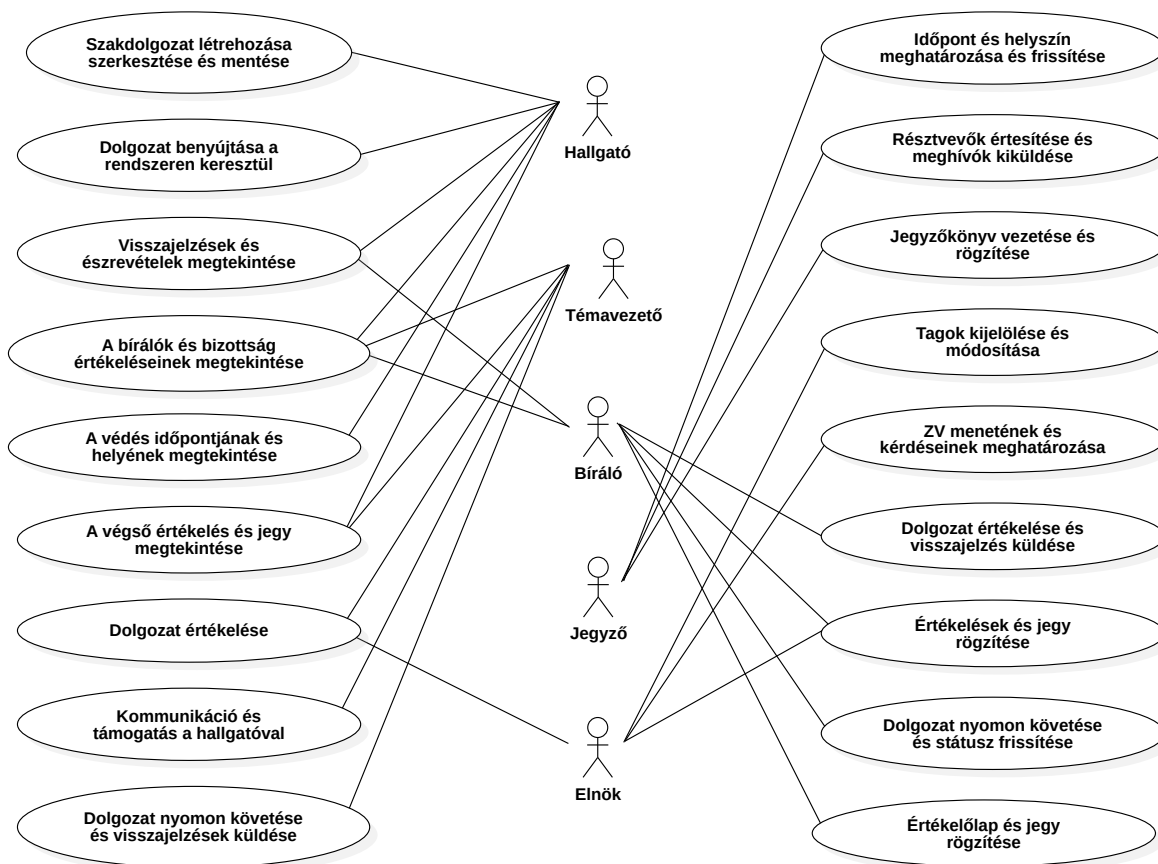 Szakdolgozat létrehozása
szerkesztése és mentése
Dolgozat benyújtása a
rendszeren keresztül
Visszajelzések és
észrevételek megtekintése
A bírálók és bizottság
értékeléseinek megtekintése
A védés időpontjának és
helyének megtekintése
A végső értékelés és jegy
megtekintése
Dolgozat értékelése
Kommunikáció és
támogatás a hallgatóval
Dolgozat nyomon követése
és visszajelzések küldése
Hallgató
Témavezető
Bíráló
Jegyző
Elnök
Időpont és helyszín
meghatározása és frissítése
Résztvevők értesítése és
meghívók kiküldése
Jegyzőkönyv vezetése és
rögzítése
Tagok kijelölése és
módosítása
ZV menetének és
kérdéseinek meghatározása
Dolgozat értékelése és
visszajelzés küldése
Értékelések és jegy
rögzítése
Dolgozat nyomon követése
és státusz frissítése
Értékelőlap és jegy
rögzítése